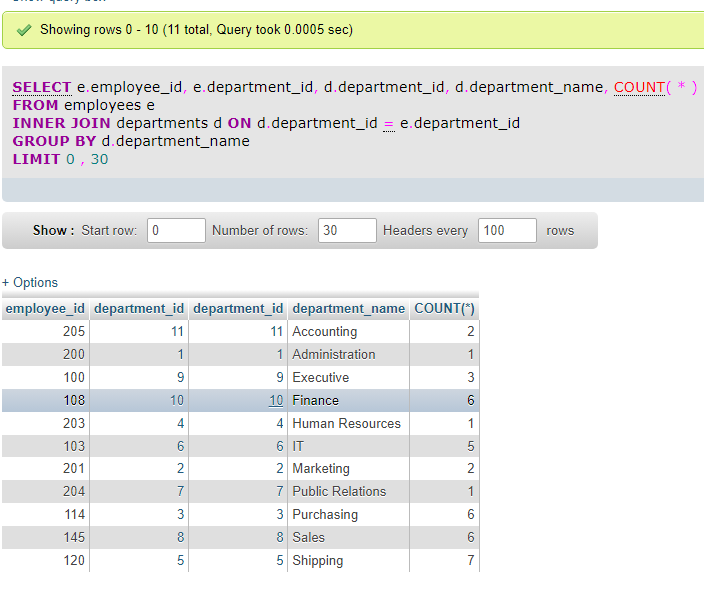 Showing rows 0 - 10 (11 total, Query took 0.0005 sec)
SELECT e.employee_id, e.department_id, d.department_id, d.department_name, COUNT( * )
FROM employees e
INNER JOIN departments d ON d.department_id = e.department_id
GROUP BY d.department_name
LIMIT 0 , 30
Show : Start row: 0 Number of rows: 30 Headers every 100 rows
+ Options
employee_id department_id department_id department_name COUNT(*)
205 11 11 Accounting 2
200 1 1 Administration 1
100 9 9 Executive 3
108 10 10 Finance 6
203 4 4 Human Resources 1
103 6 6 IT 5
201 2 2 Marketing 2
204 7 7 Public Relations 1
114 3 3 Purchasing 6
145 8 8 Sales 6
120 5 5 Shipping 7